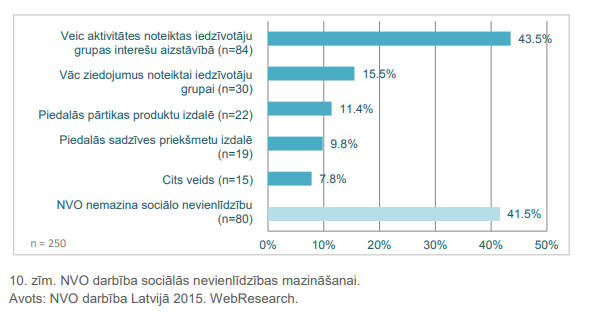 Veic aktivitātes noteiktas iedzīvotāju
grupas interešu aizstāvībā (n=84)
43.5%
Vāc ziedojumus noteiktai iedzīvotāju
grupai (n=30)
15.5%
Piedalās pārtikas produktu izdalē (n=22)
11.4%
Piedalās sadzīves priekšmetu izdalē
(n=19)
9.8%
Cits veids (n=15)
7.8%
NVO nemazina sociālo nevienlīdzību
(n=80)
41.5%
n = 250
0% 10% 20% 30% 40% 50%
10. zīm. NVO darbība sociālās nevienlīdzības mazināšanai.
Avots: NVO darbība Latvijā 2015. WebResearch.